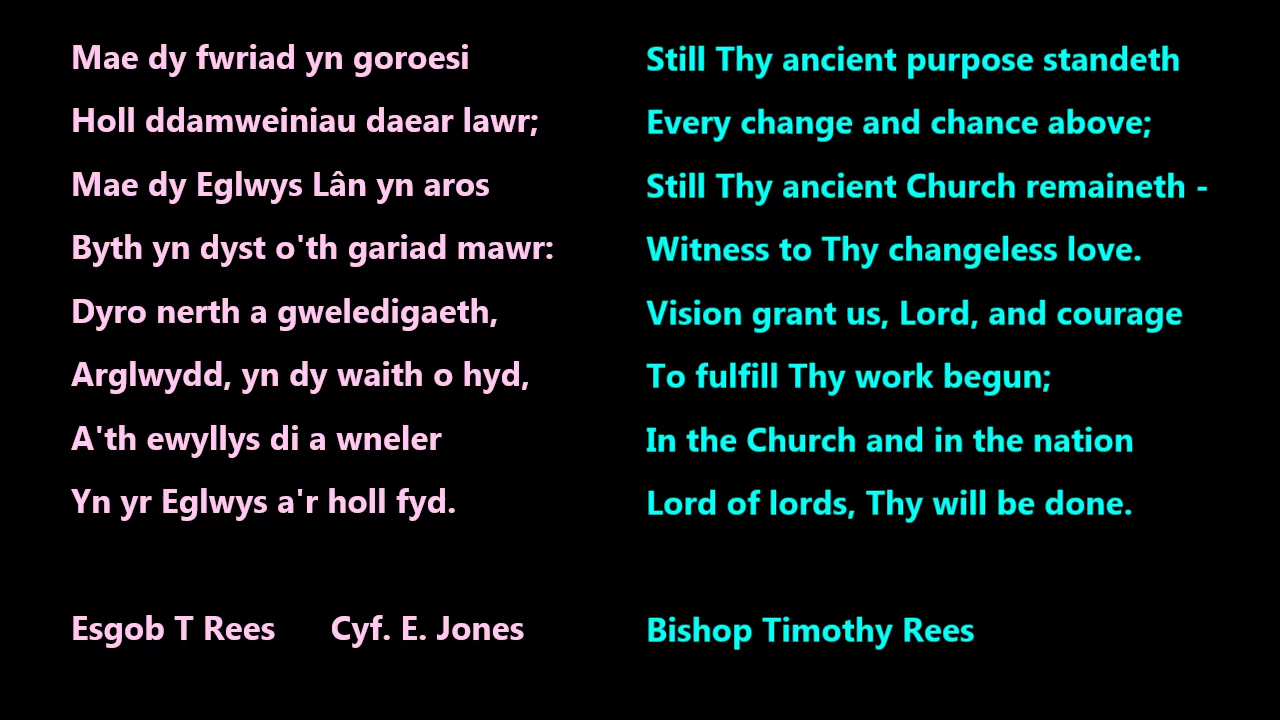 Mae dy fwriad yn goroesi
Holl ddamweiniau daear lawr;
Mae dy Eglwys Lân yn aros
Byth yn dyst o'th gariad mawr:
Dyro nerth a gweledigaeth,
Arglwydd, yn dy waith o hyd,
A'th ewyllys di a wneler
Yn yr Eglwys a'r holl fyd.
Esgob T Rees Cyf. E. Jones
Still Thy ancient purpose standeth
Every change and chance above;
Still Thy ancient Church remaineth -
Witness to Thy changeless love.
Vision grant us, Lord, and courage
To fulfill Thy work begun;
In the Church and in the nation
Lord of lords, Thy will be done.
Bishop Timothy Rees